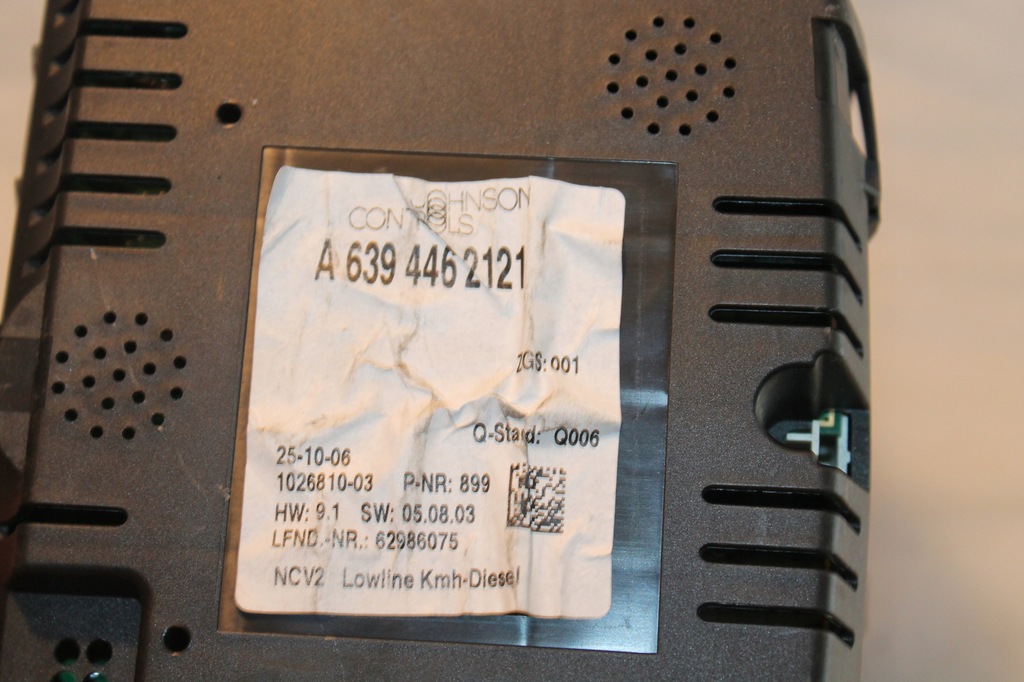 JOHNSON
CONTROLS
A 639 446 2121
ZGS: 001
Q-Stand: Q006
25-10-06
1026810-03 P-NR: 899
HW: 9.1 SW: 05.08.03
LFND.-NR.: 62986075
NCV2 Lowline Kmh-Diesel